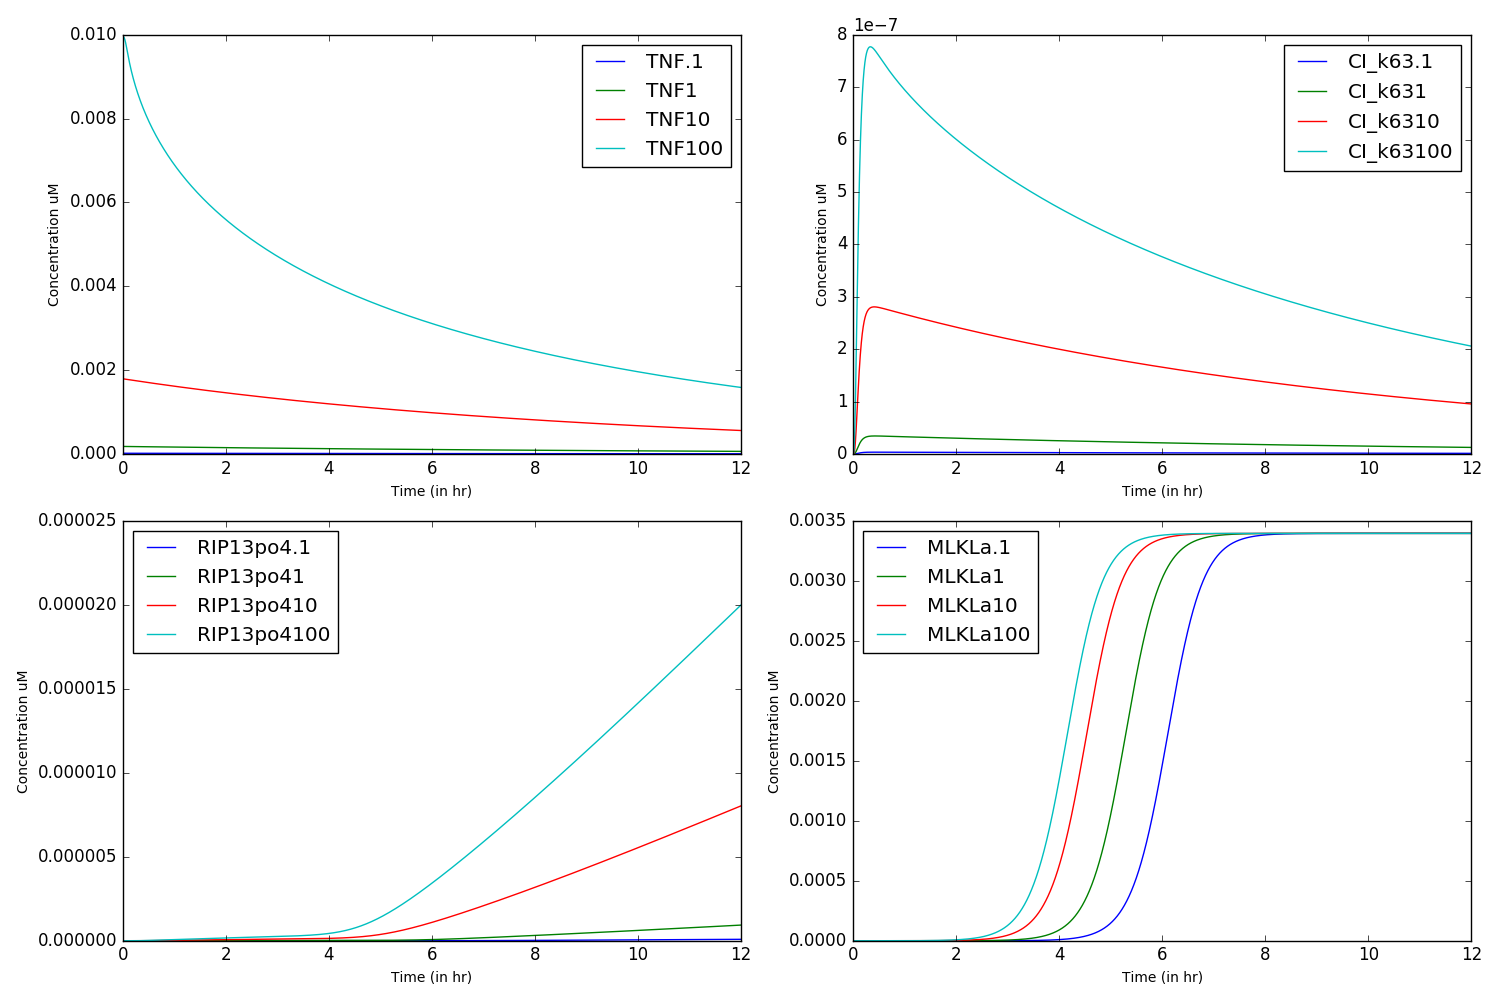 0.010
0.008
0.006
0.004
0.002
0.000
Concentration uM
TNF.1
TNF1
TNF10
TNF100
0 2 4 6 8 10 12
Time (in hr)
1e−7
8
7
6
5
4
3
2
1
0
Concentration uM
CI_k63.1
CI_k631
CI_k6310
CI_k63100
0 2 4 6 8 10 12
Time (in hr)
0.000025
0.000020
0.000015
0.000010
0.000005
0.000000
Concentration uM
RIP13po4.1
RIP13po41
RIP13po410
RIP13po4100
0 2 4 6 8 10 12
Time (in hr)
0.0035
0.0030
0.0025
0.0020
0.0015
0.0010
0.0005
0.0000
Concentration uM
MLKLa.1
MLKLa1
MLKLa10
MLKLa100
0 2 4 6 8 10 12
Time (in hr)